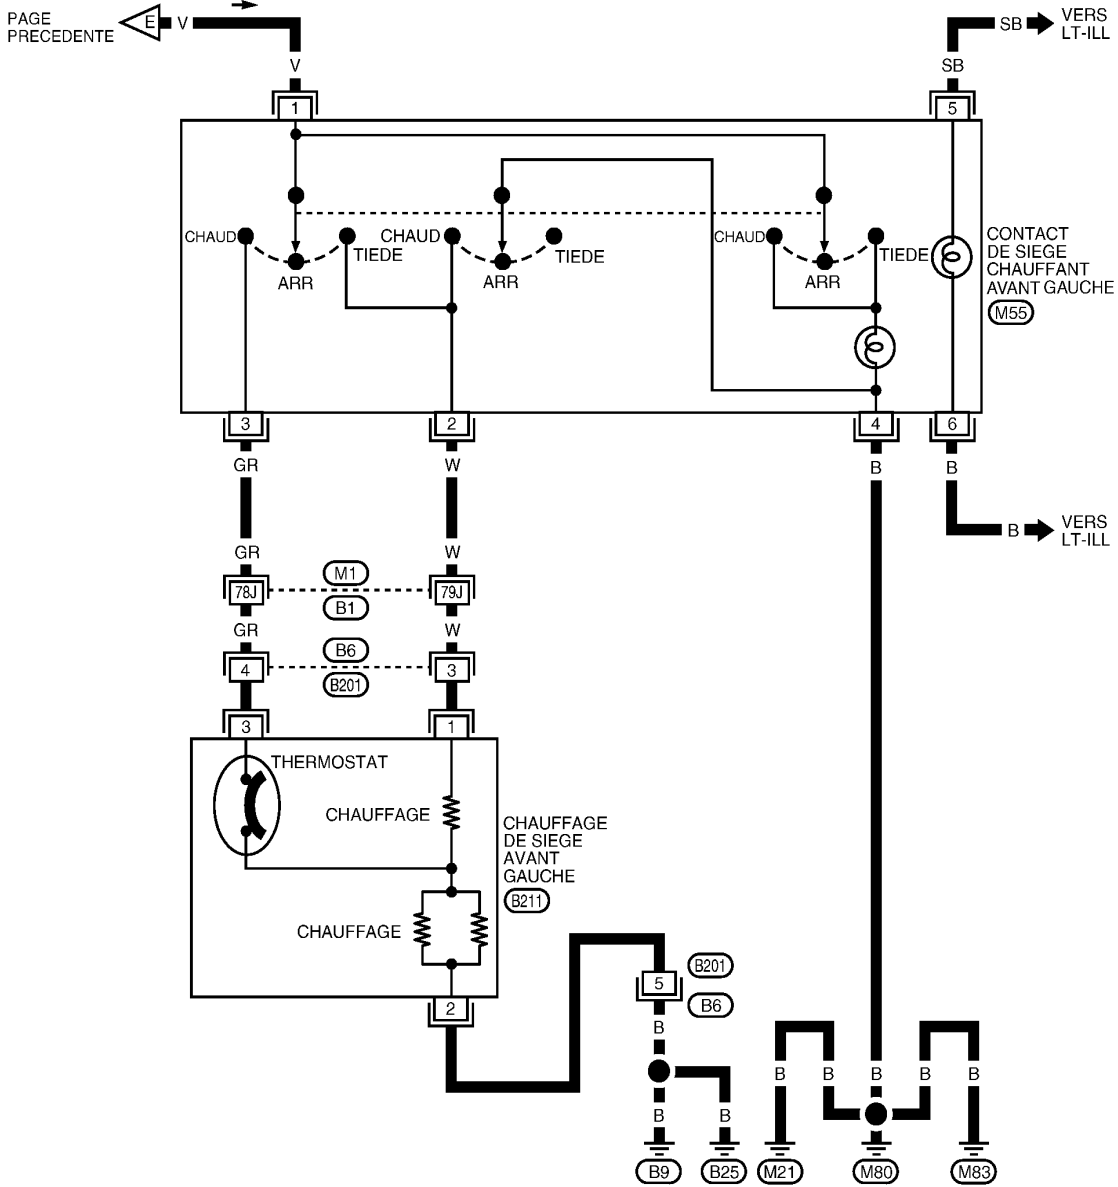 PAGE
PRECEDENTE
E
V
V
1
SB
VERS
LT-ILL
SB
5
CHAUD
TIEDE
ARR
CHAUD
TIEDE
ARR
CHAUD
TIEDE
ARR
CONTACT
DE SIEGE
CHAUFFANT
AVANT GAUCHE
M55
3
2
4
6
GR
W
B
B
B
VERS
LT-ILL
GR
W
78J
M1
B1
79J
GR
W
4
B6
B201
3
3
1
THERMOSTAT
CHAUFFAGE
CHAUFFAGE
CHAUFFAGE
DE SIEGE
AVANT
GAUCHE
B211
2
5
B201
B6
B
B
B
B
B
B
B
B
B
B9
B25
M21
M80
M83